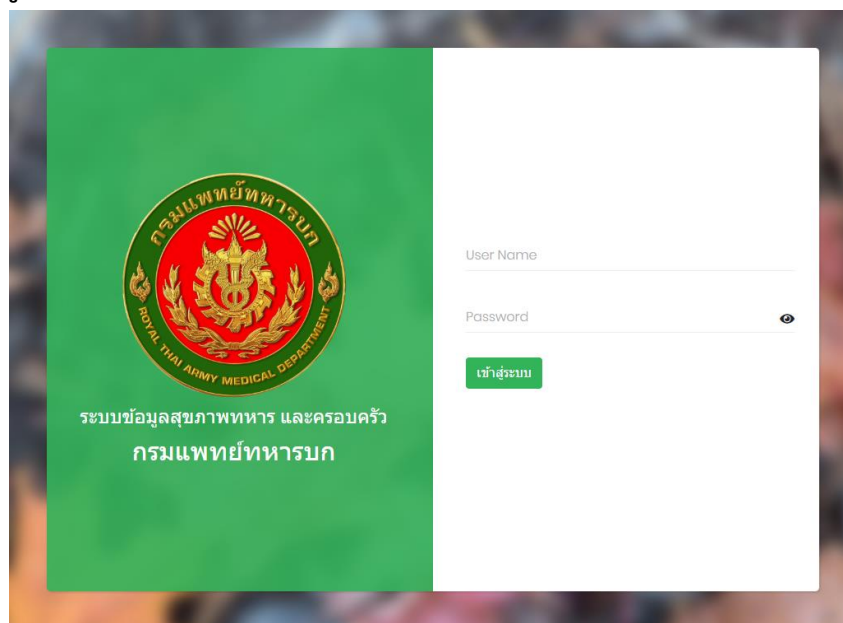 กรมแพทย์ทหารบก
ROYAL THAI ARMY MEDICAL DEPARTMENT
ระบบข้อมูลสุขภาพทหาร และครอบครัว
กรมแพทย์ทหารบก
User Name
Password
เข้าสู่ระบบ